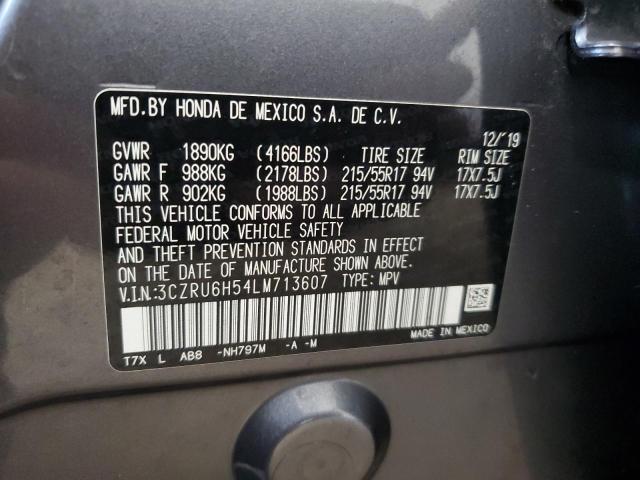 MFD.BY HONDA DE MEXICO S.A. DE C.V.
12/'19
GVWR 1890KG (4166LBS) TIRE SIZE RIM SIZE
GAWR F 988KG (2178LBS) 215/55R17 94V 17X7.5J
GAWR R 902KG (1988LBS) 215/55R17 94V 17X7.5J
THIS VEHICLE CONFORMS TO ALL APPLICABLE
FEDERAL MOTOR VEHICLE SAFETY
AND THEFT PREVENTION STANDARDS IN EFFECT
ON THE DATE OF MANUFACTURE SHOWN ABOVE.
V.I.N.:3CZRU6H54LM713607 TYPE: MPV
MADE IN MEXICO
T7X L AB8 -NH797M -A -M